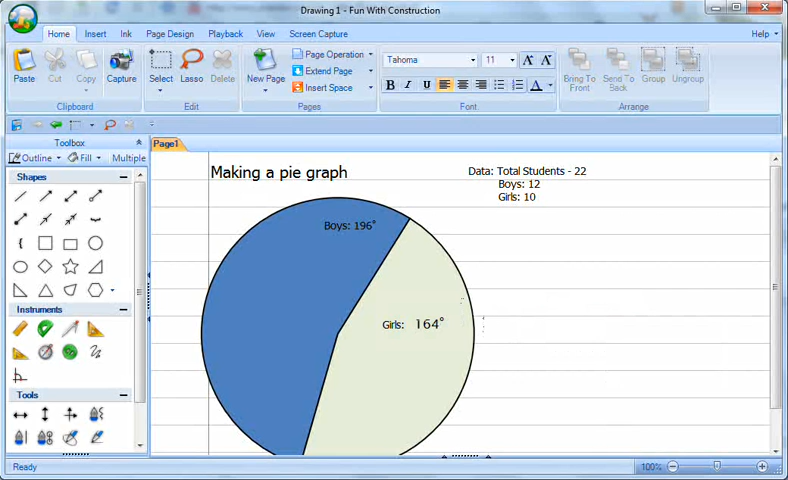 Drawing 1 - Fun With Construction
Home Insert Ink Page Design Playback View Screen Capture Help
Paste Cut Copy Capture Select Lasso Delete New Page Page Operation Tahoma 11 Bring To Front Send To Back Group Ungroup
Extend Page
Insert Space B I U A
Clipboard Edit Pages Font Arrange
Toolbox Page1
Outline Fill Multiple
Shapes
Making a pie graph
Data: Total Students - 22
Boys: 12
Girls: 10
Boys: 196°
Girls: 164°
Instruments
Tools
Ready 100%